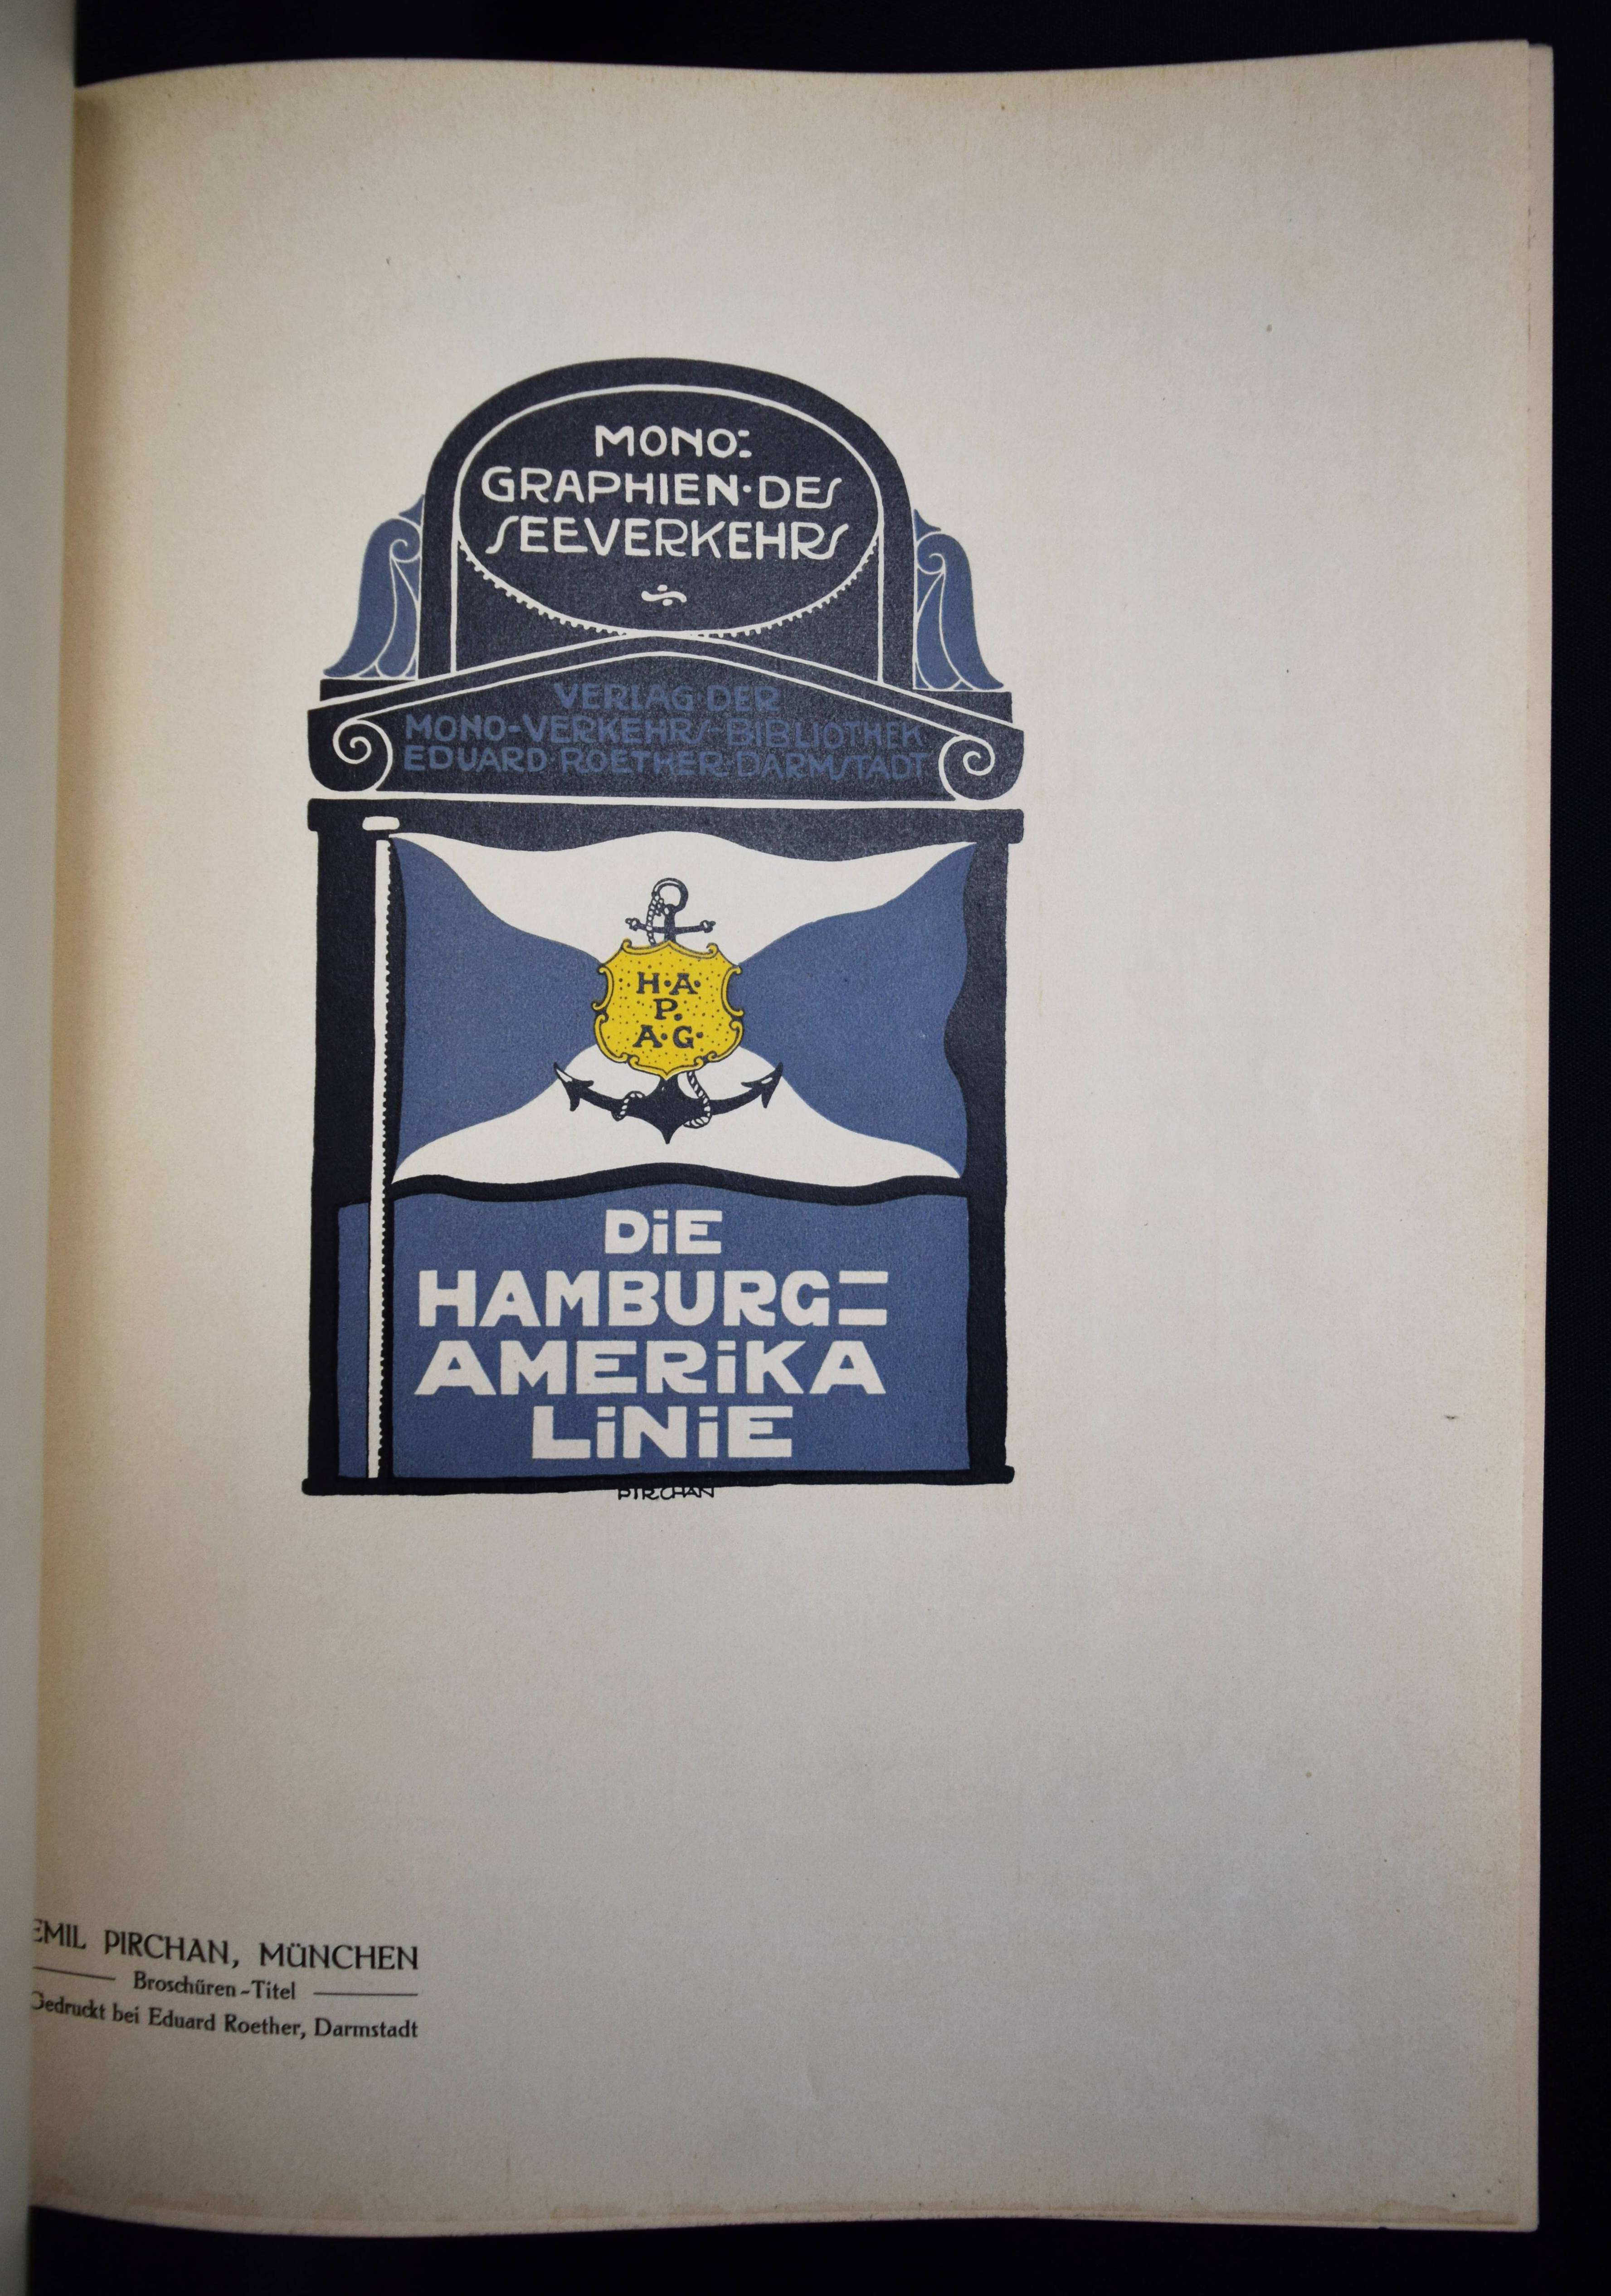 MONO=
GRAPHIEN·DES
SEEVERKEHRS
VERLAG·DER
MONO-VERKEHRS-BIBLIOTHEK
EDUARD·ROETHER·DARMSTADT
H·A·
P.
A·G·
DiE
HAMBURG=
AMERiKA
LiNiE
PIRCHAN
EMIL PIRCHAN, MÜNCHEN
Broschüren-Titel
Gedruckt bei Eduard Roether, Darmstadt